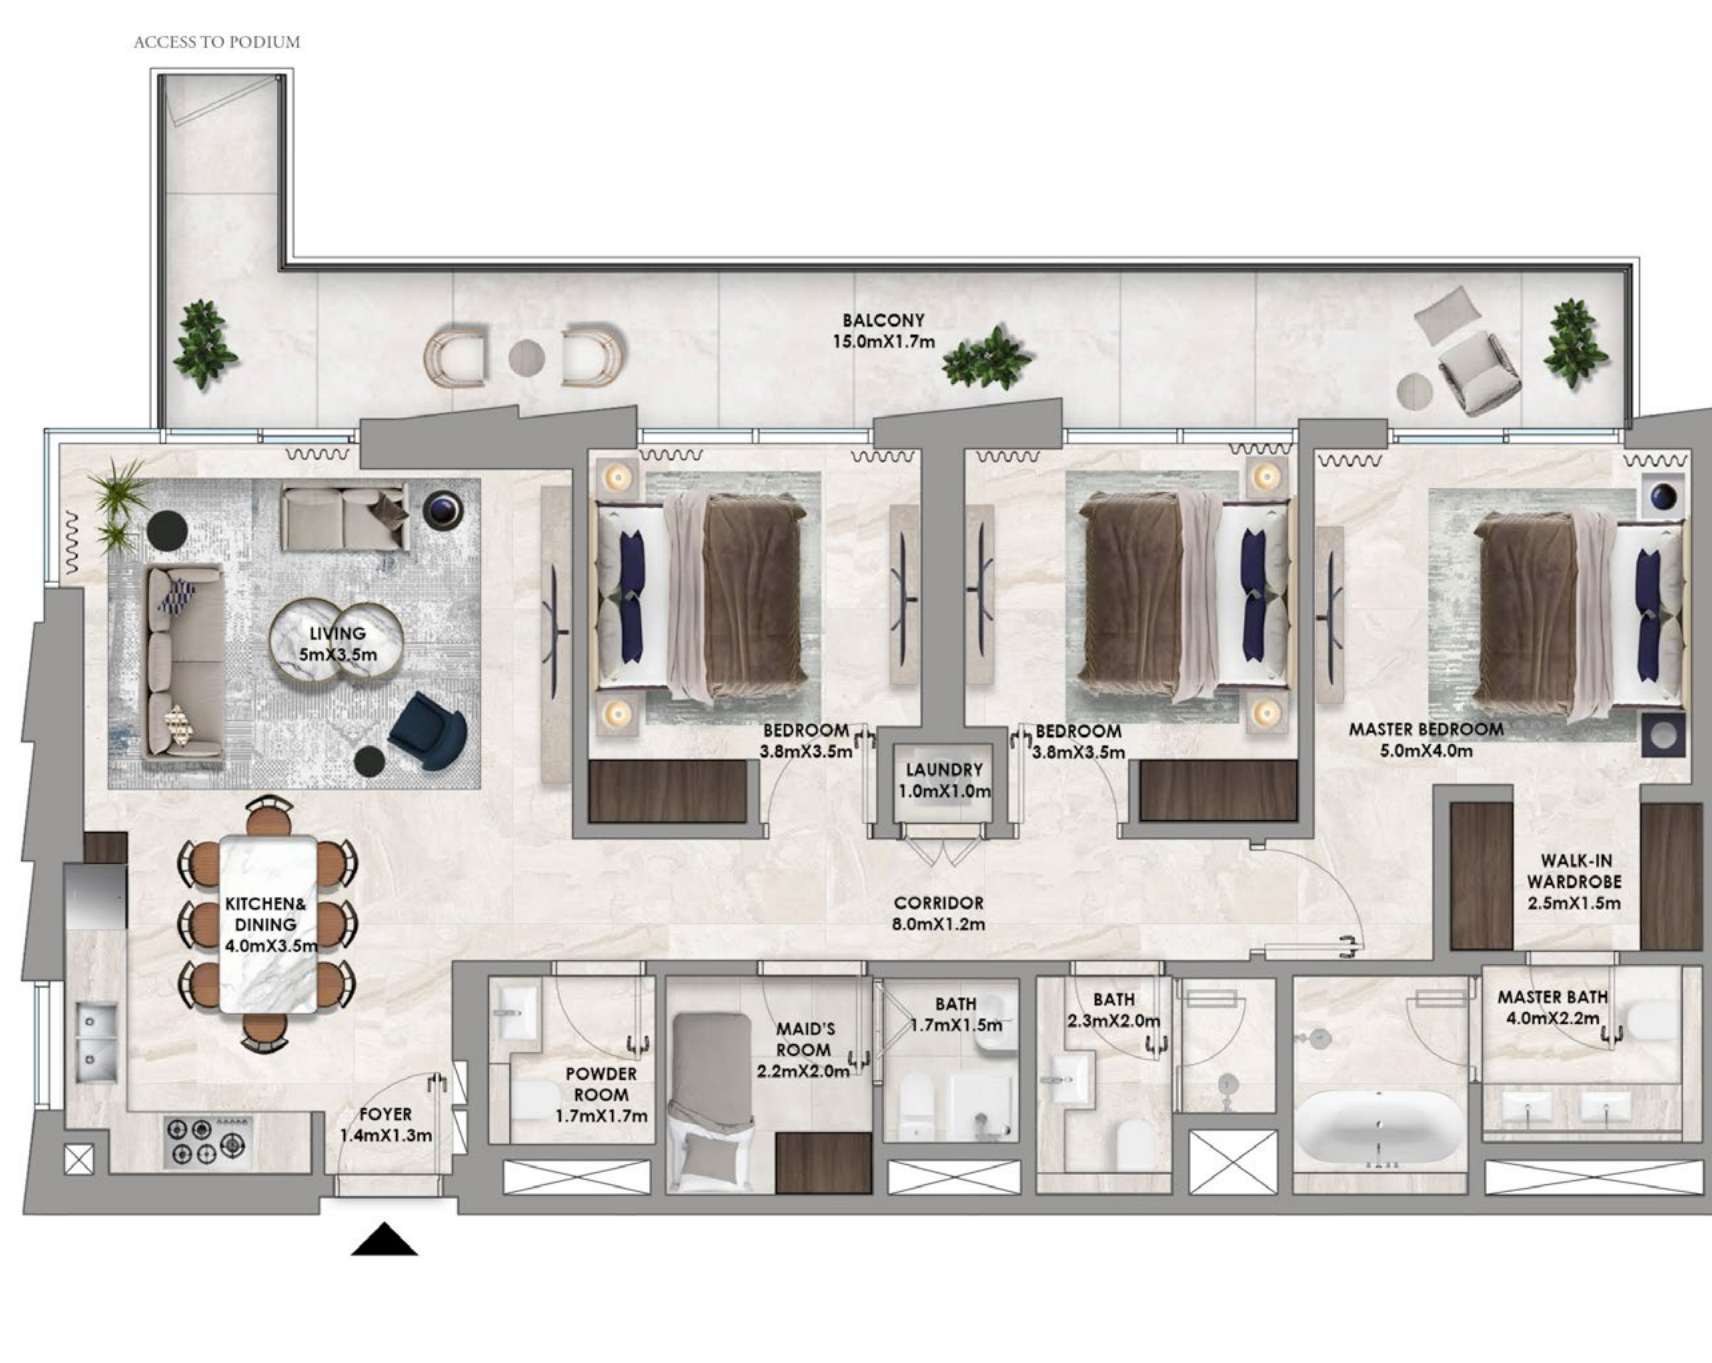 ACCESS TO PODIUM
BALCONY
15.0mX1.7m
LIVING
5mX3.5m
BEDROOM
3.8mX3.5m
BEDROOM
3.8mX3.5m
MASTER BEDROOM
5.0mX4.0m
LAUNDRY
1.0mX1.0m
WALK-IN
WARDROBE
2.5mX1.5m
KITCHEN&
DINING
4.0mX3.5m
CORRIDOR
8.0mX1.2m
FOYER
1.4mX1.3m
POWDER
ROOM
1.7mX1.7m
MAID'S
ROOM
2.2mX2.0m
BATH
1.7mX1.5m
BATH
2.3mX2.0m
MASTER BATH
4.0mX2.2m